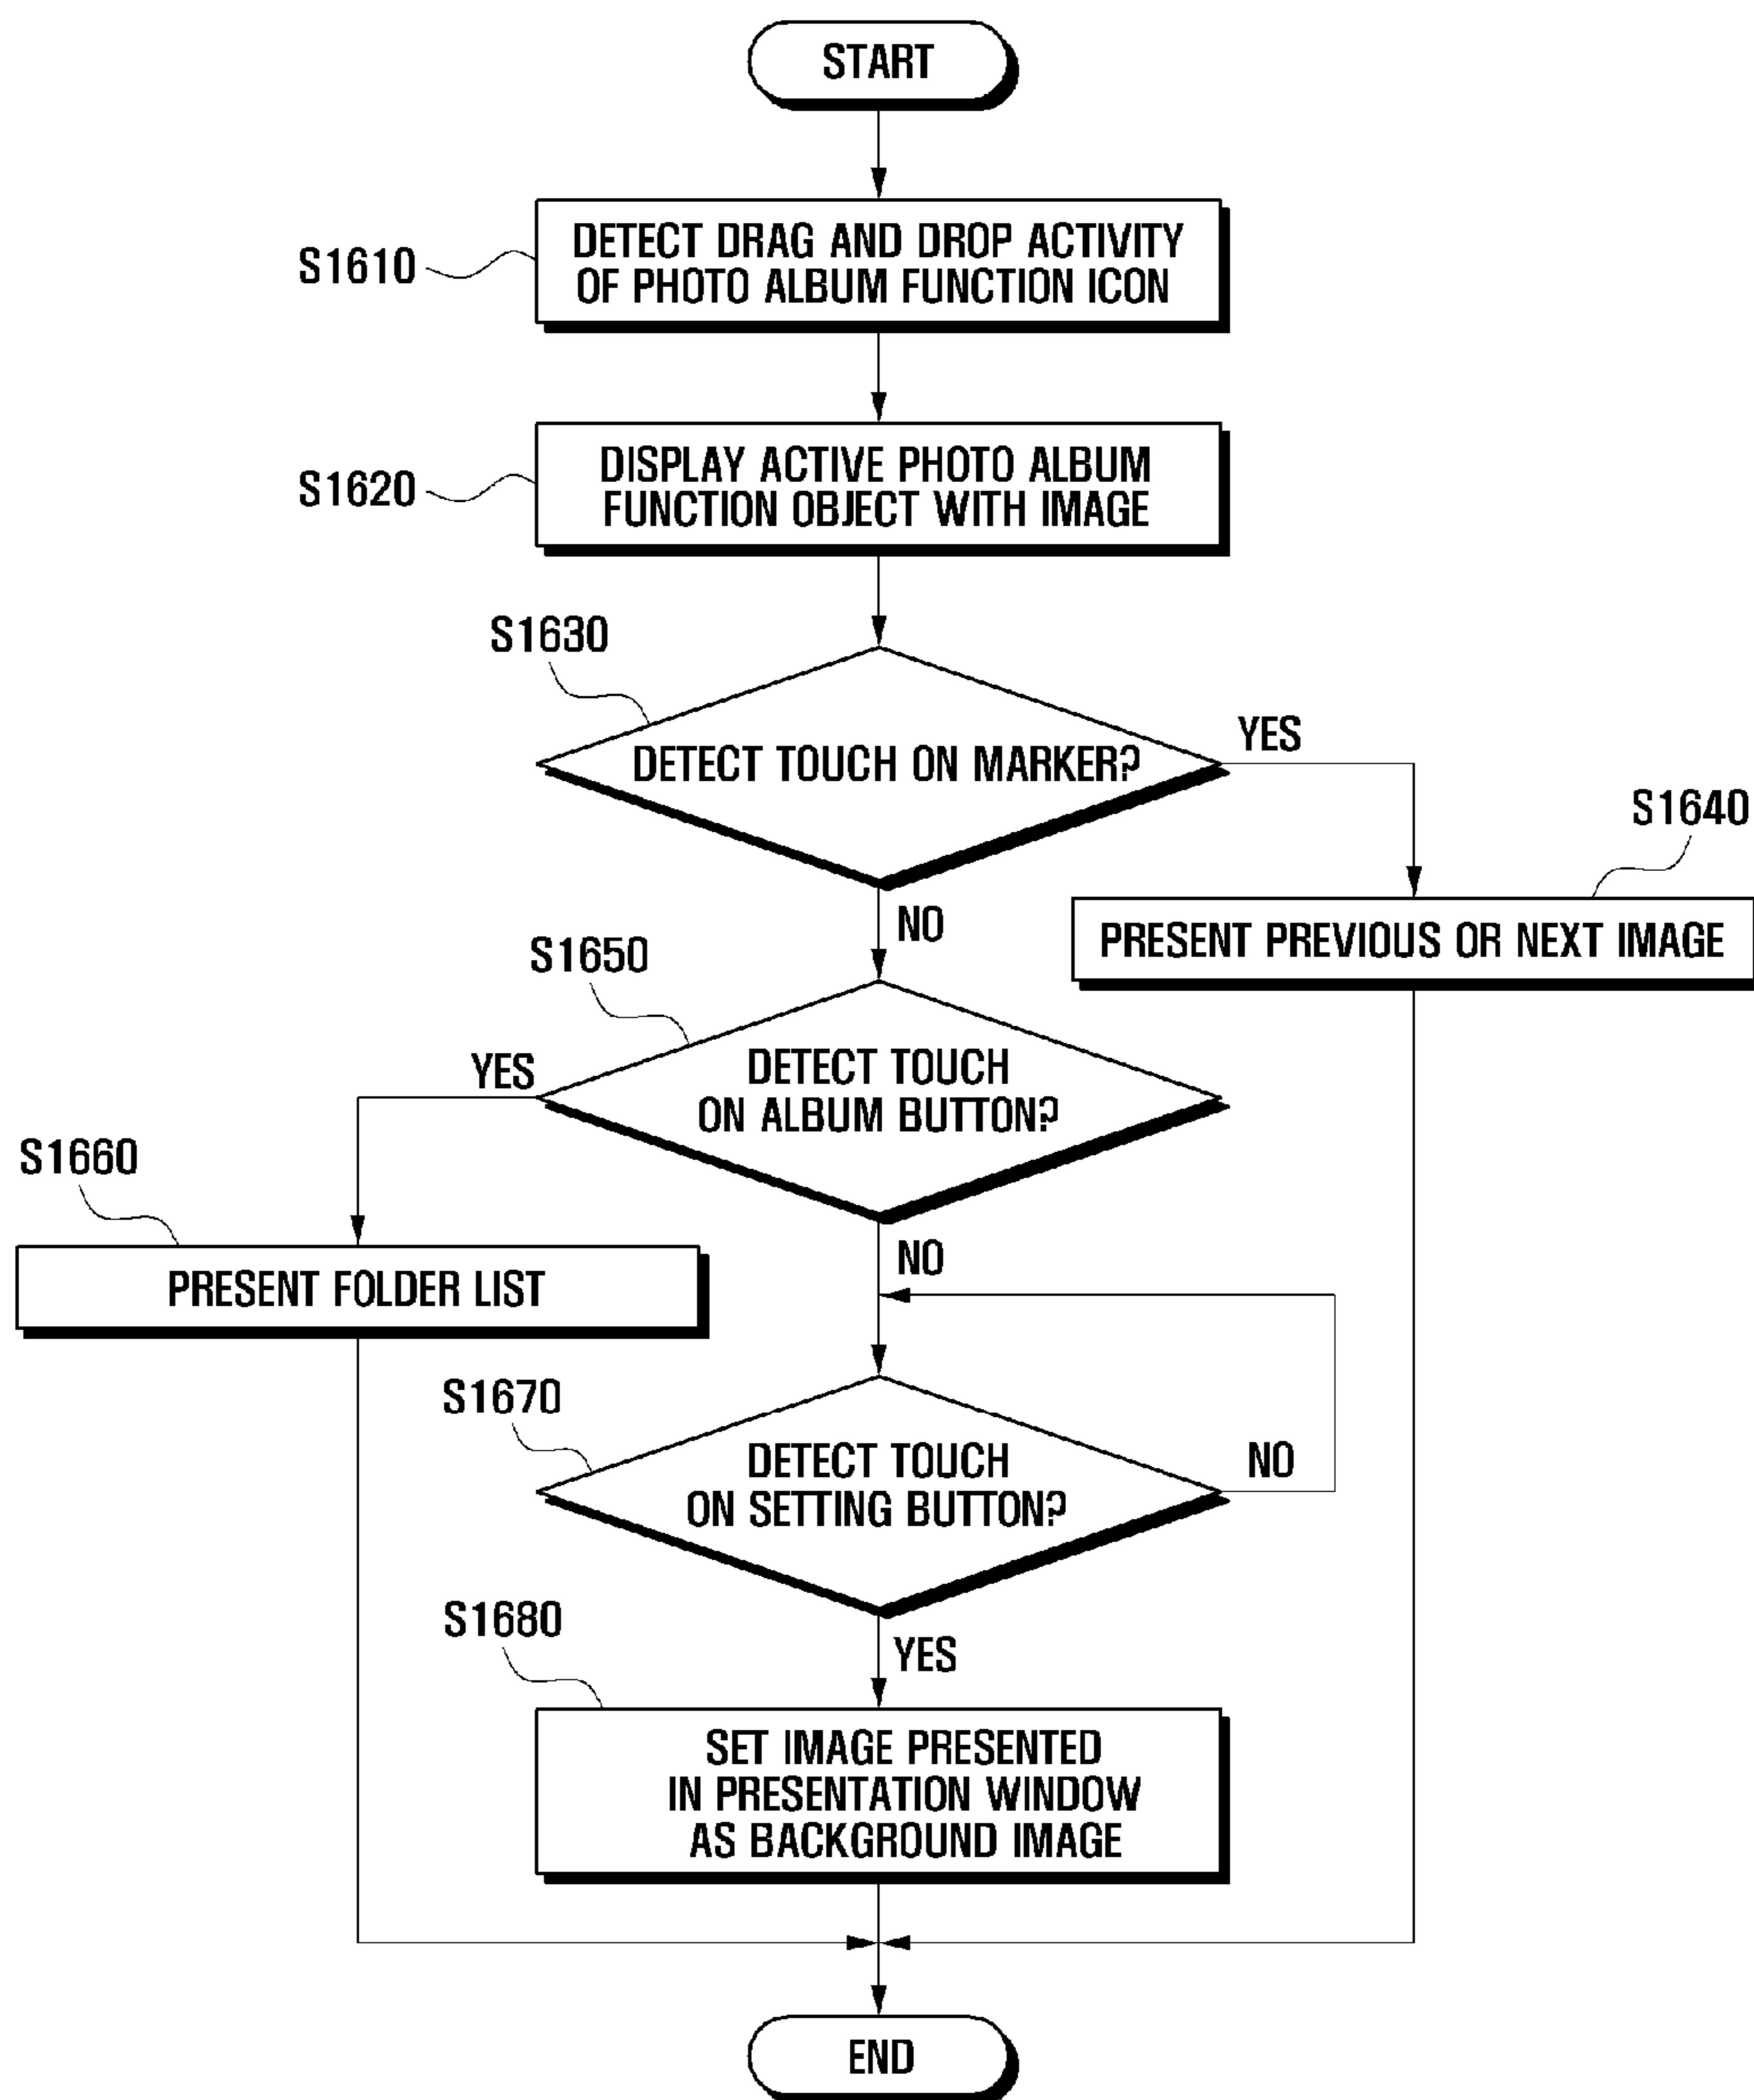 START
S1610
DETECT DRAG AND DROP ACTIVITY
OF PHOTO ALBUM FUNCTION ICON
S1620
DISPLAY ACTIVE PHOTO ALBUM
FUNCTION OBJECT WITH IMAGE
S1630
DETECT TOUCH ON MARKER?
YES
S1640
PRESENT PREVIOUS OR NEXT IMAGE
NO
S1650
DETECT TOUCH
ON ALBUM BUTTON?
YES
S1660
PRESENT FOLDER LIST
NO
S1670
DETECT TOUCH
ON SETTING BUTTON?
NO
YES
S1680
SET IMAGE PRESENTED
IN PRESENTATION WINDOW
AS BACKGROUND IMAGE
END